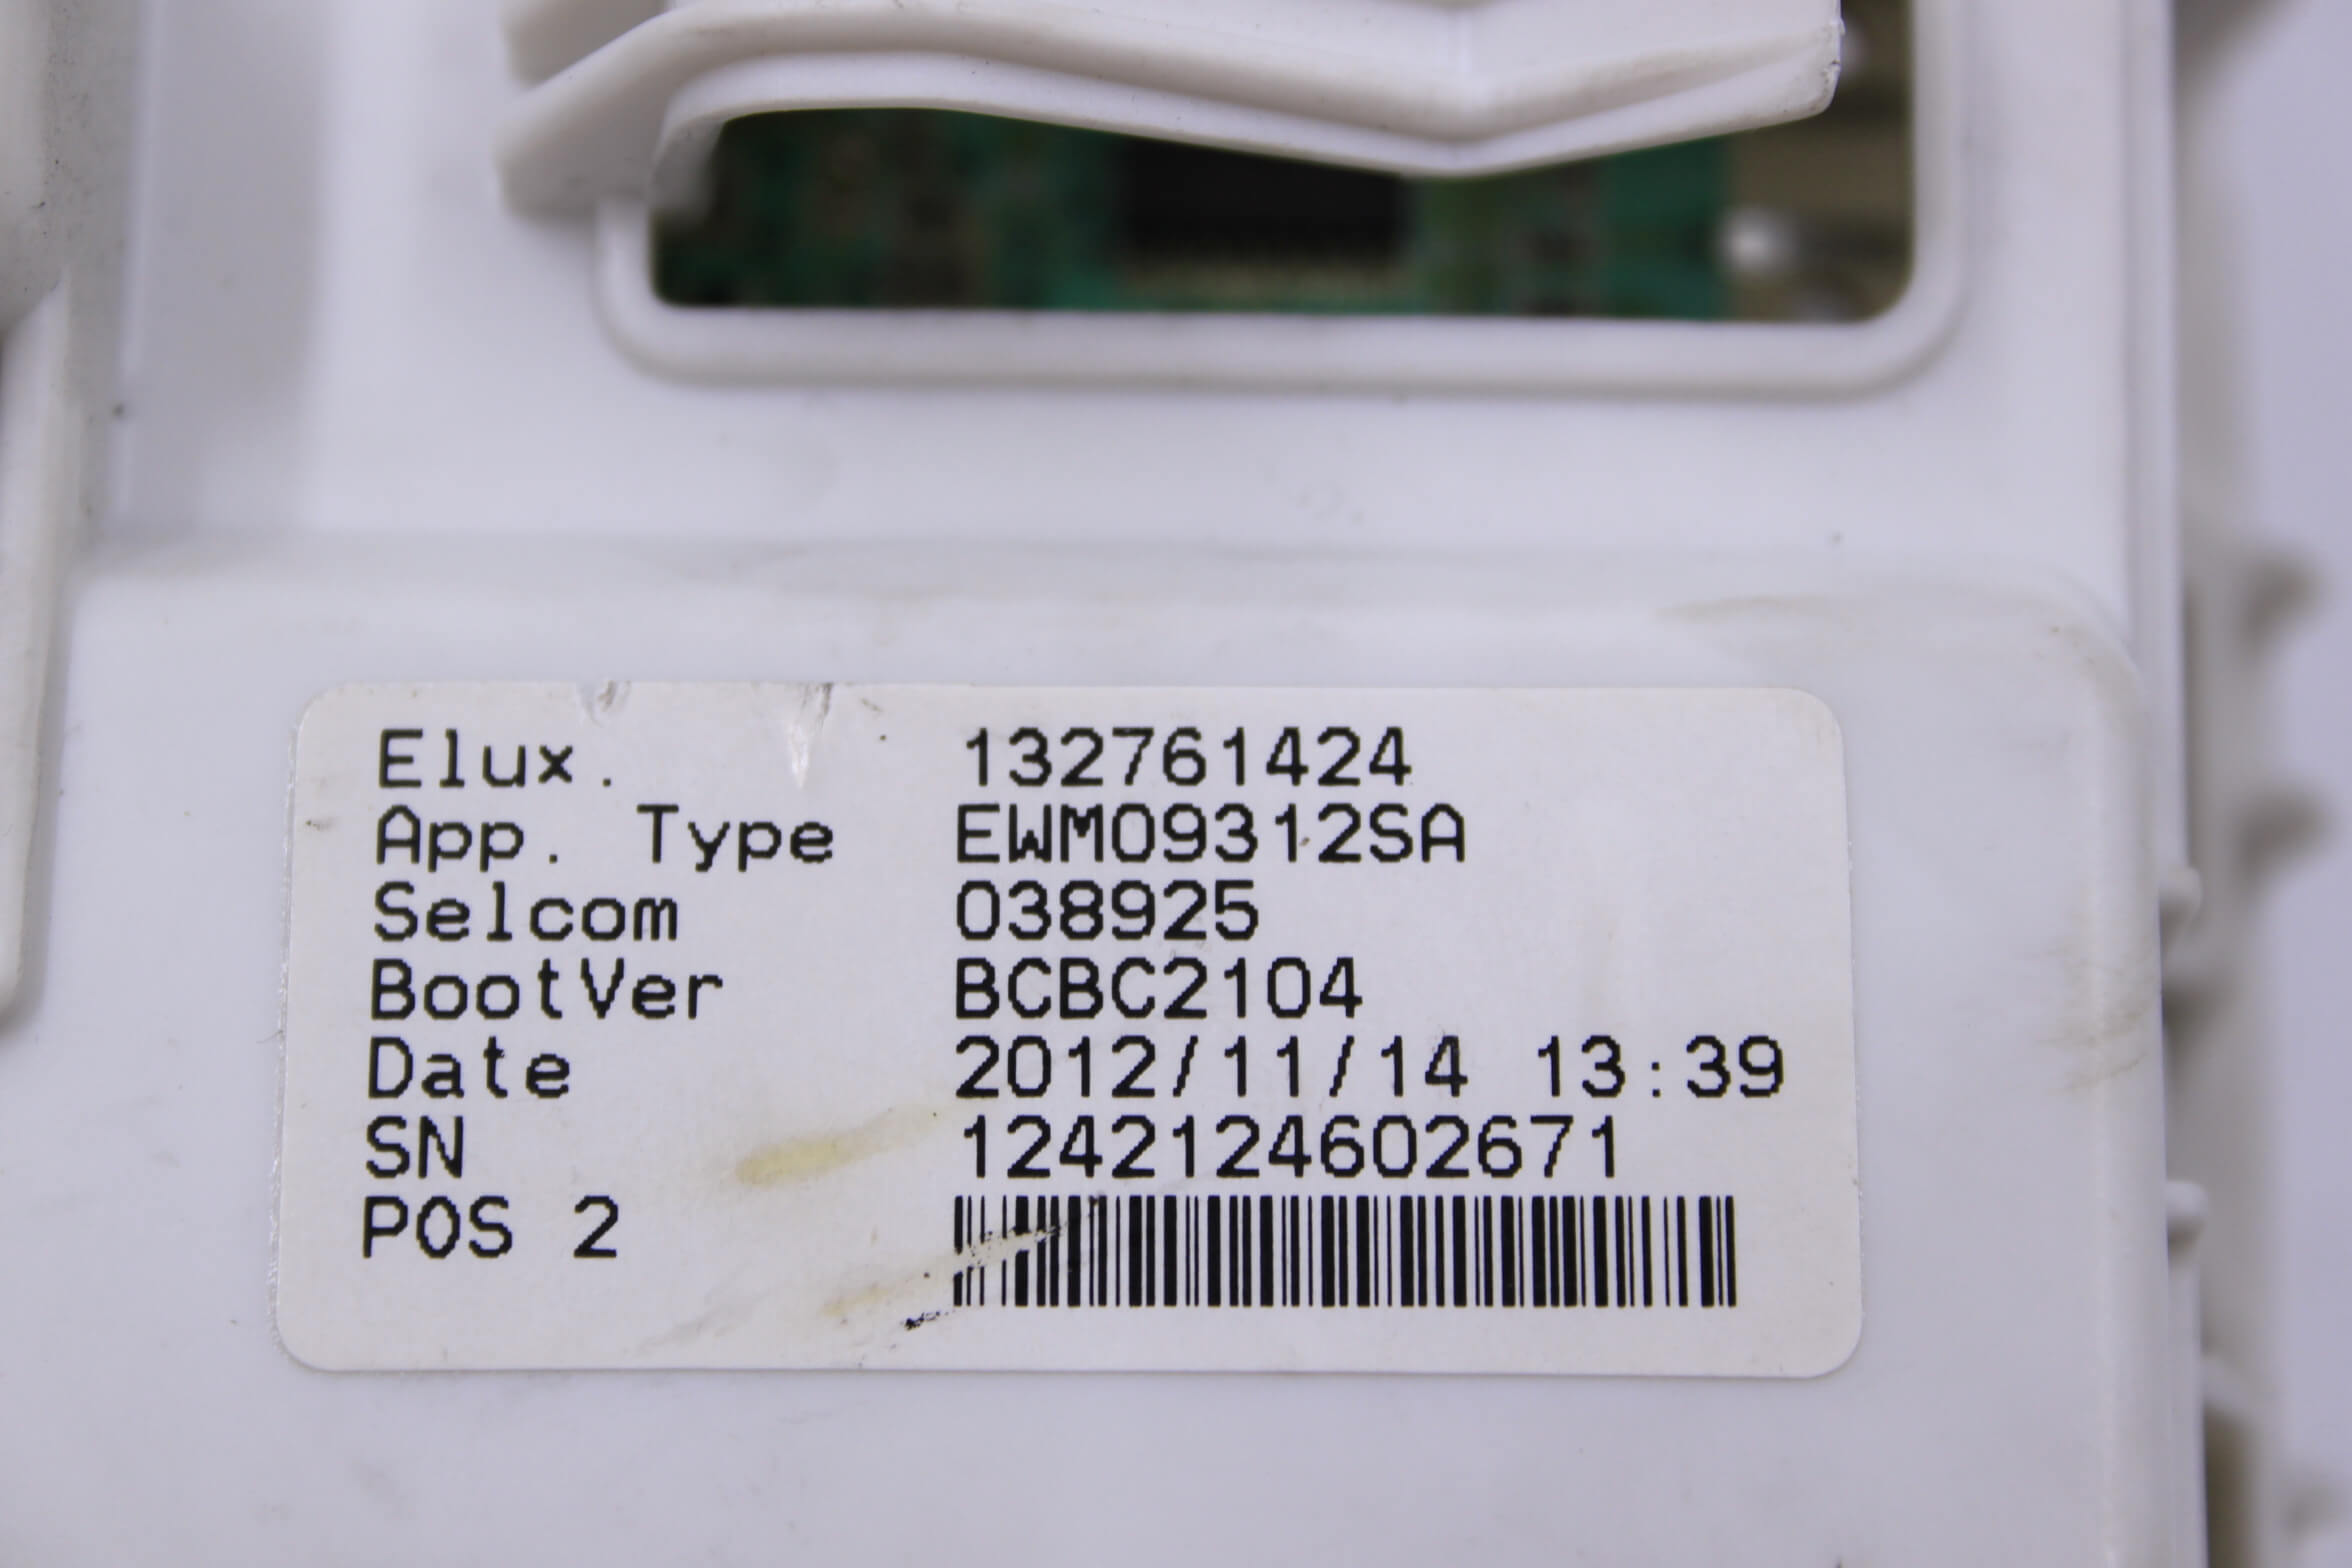 Elux. 132761424
App. Type EWM09312SA
Selcom 038925
BootVer BCBC2104
Date 2012/11/14 13:39
SN 1242124602671
POS 2